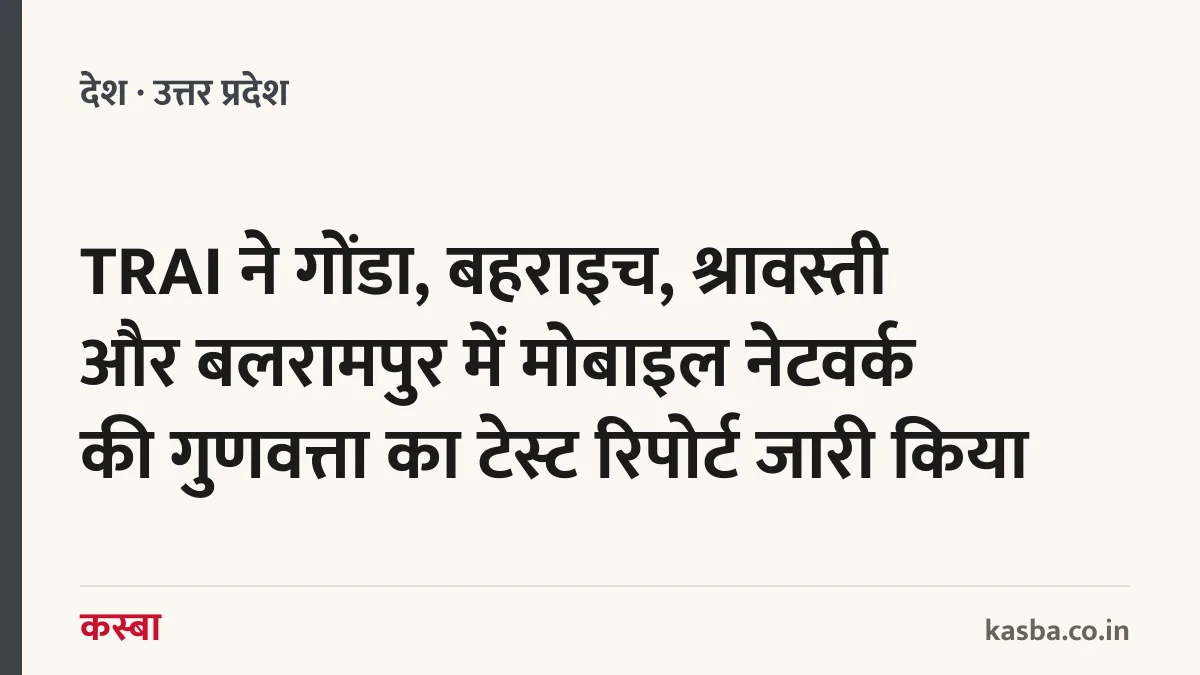 देश · उत्तर प्रदेश
TRAI ने गोंडा, बहराइच, श्रावस्ती
और बलरामपुर में मोबाइल नेटवर्क
की गुणवत्ता का टेस्ट रिपोर्ट जारी किया
कस्बा
kasba.co.in